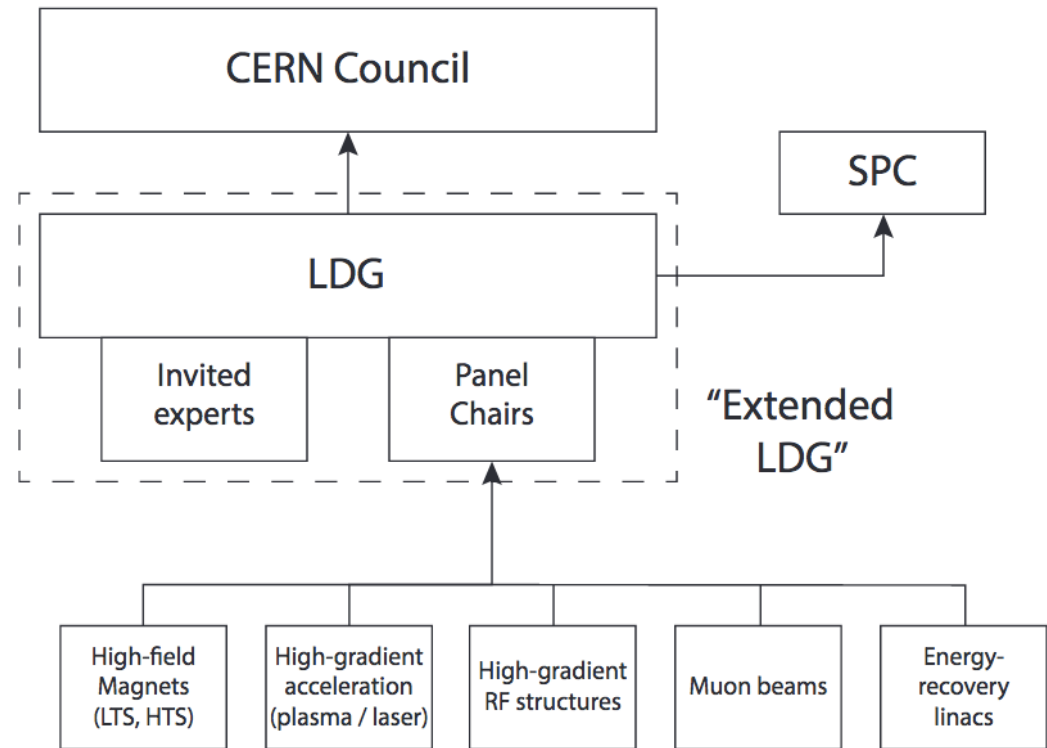 CERN Council
SPC
LDG
Invited
experts
Panel
Chairs
“Extended
LDG”
High-field
Magnets
(LTS, HTS)
High-gradient
acceleration
(plasma / laser)
High-gradient
RF structures
Muon beams
Energy-
recovery
linacs